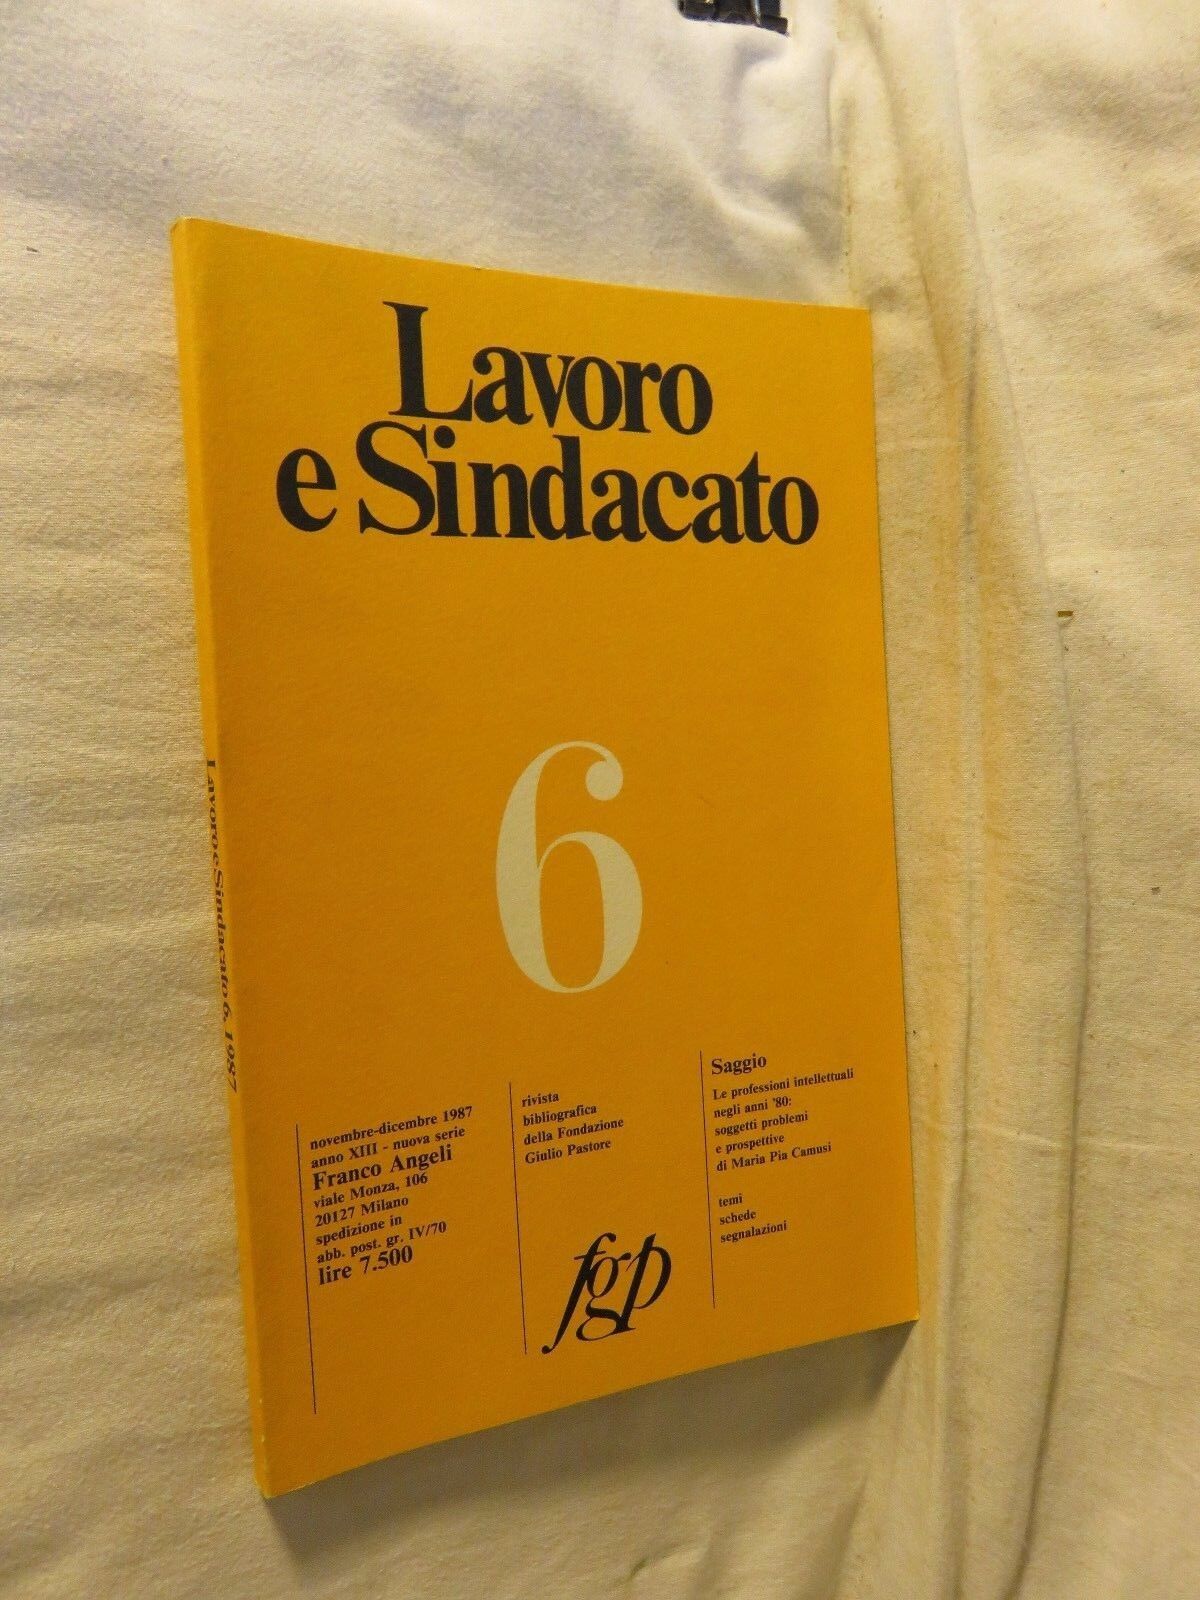 Lavoro
e Sindacato
6
novembre-dicembre 1987
anno XIII - nuova serie
Franco Angeli
viale Monza, 106
20127 Milano
spedizione in
abb. post. gr. IV/70
lire 7.500
rivista
bibliografica
della Fondazione
Giulio Pastore
fgp
Saggio
Le professioni intellettuali
negli anni '80:
soggetti problemi
e prospettive
di Maria Pia Camusi
temi
schede
segnalazioni
Lavoro e Sindacato 6, 1987